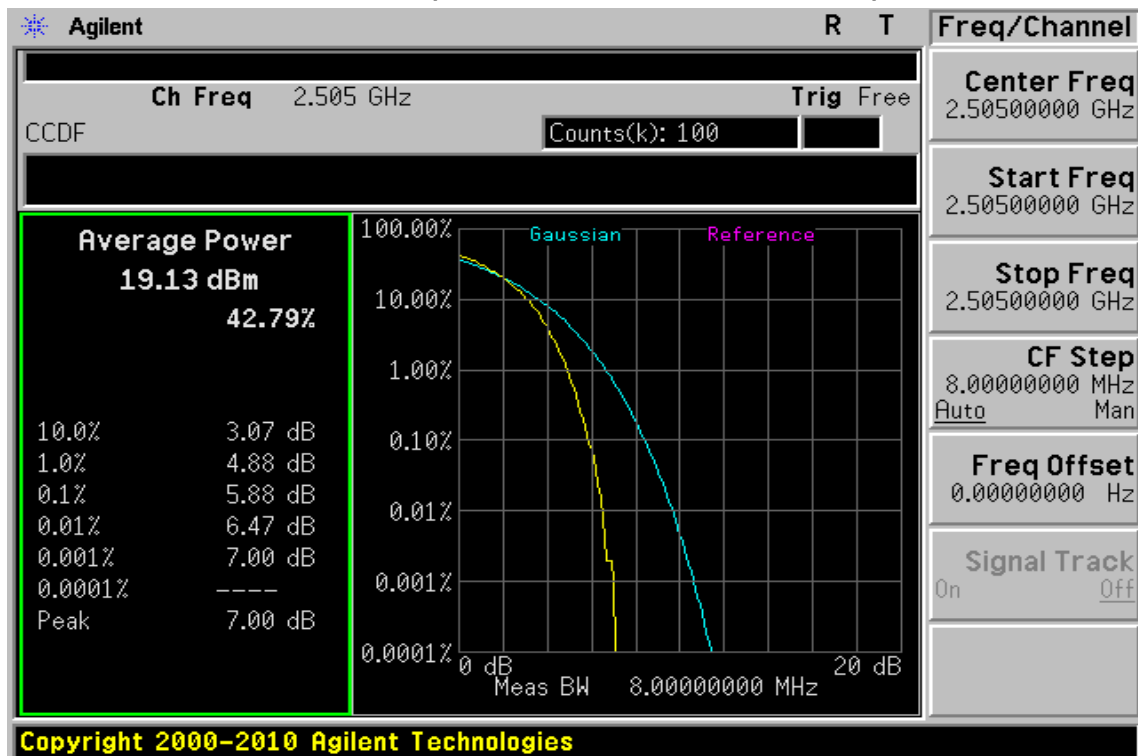 Agilent R T
Freq/Channel
Ch Freq 2.505 GHz Trig Free
CCDF Counts(k): 100
Average Power
19.13 dBm
42.79%
10.0% 3.07 dB
1.0% 4.88 dB
0.1% 5.88 dB
0.01% 6.47 dB
0.001% 7.00 dB
0.0001% ----
Peak 7.00 dB
Gaussian Reference
100.00%
10.00%
1.00%
0.10%
0.01%
0.001%
0.0001%
0 dB 20 dB
Meas BW 8.00000000 MHz
Center Freq
2.50500000 GHz
Start Freq
2.50500000 GHz
Stop Freq
2.50500000 GHz
CF Step
8.00000000 MHz
Auto Man
Freq Offset
0.00000000 Hz
Signal Track
On Off
Copyright 2000-2010 Agilent Technologies